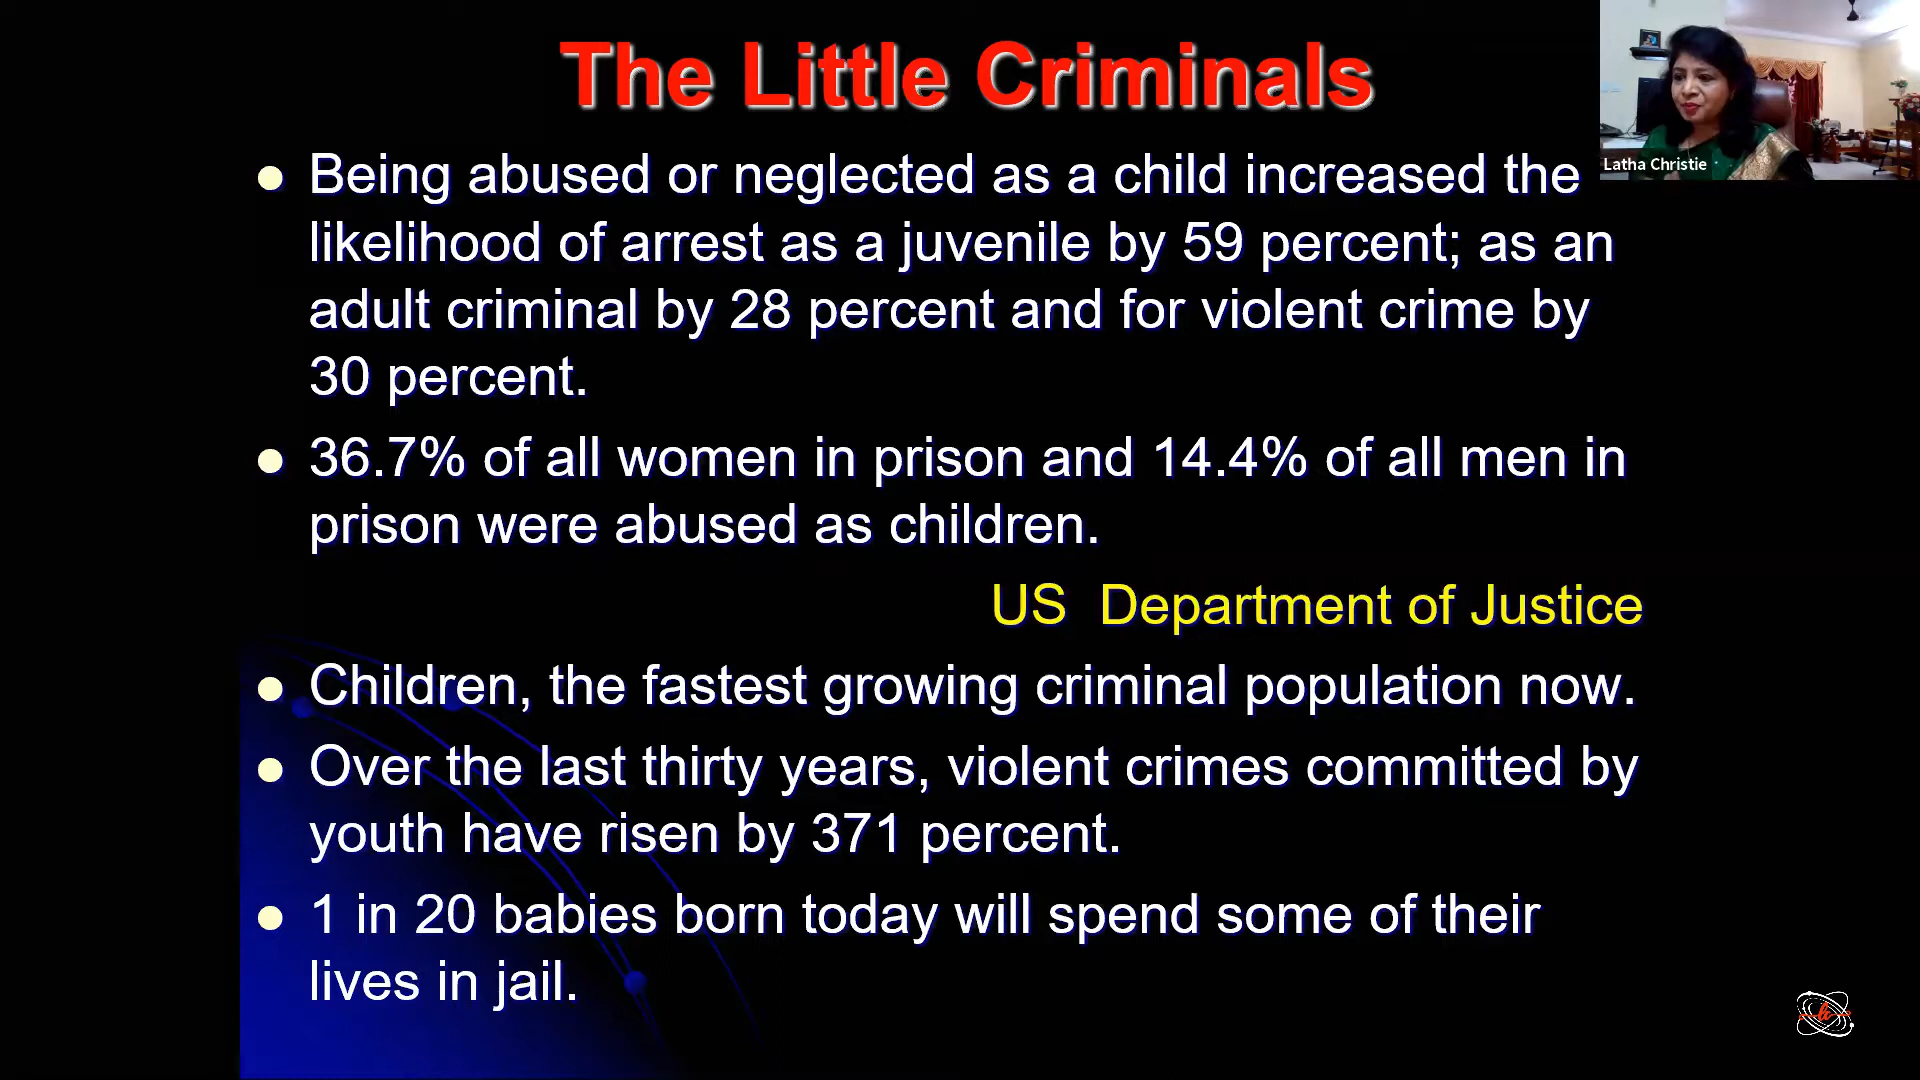 The Little Criminals
Being abused or neglected as a child increased the
likelihood of arrest as a juvenile by 59 percent; as an
adult criminal by 28 percent and for violent crime by
30 percent.
36.7% of all women in prison and 14.4% of all men in
prison were abused as children.
US Department of Justice
Children, the fastest growing criminal population now.
Over the last thirty years, violent crimes committed by
youth have risen by 371 percent.
1 in 20 babies born today will spend some of their
lives in jail.
Latha Christie